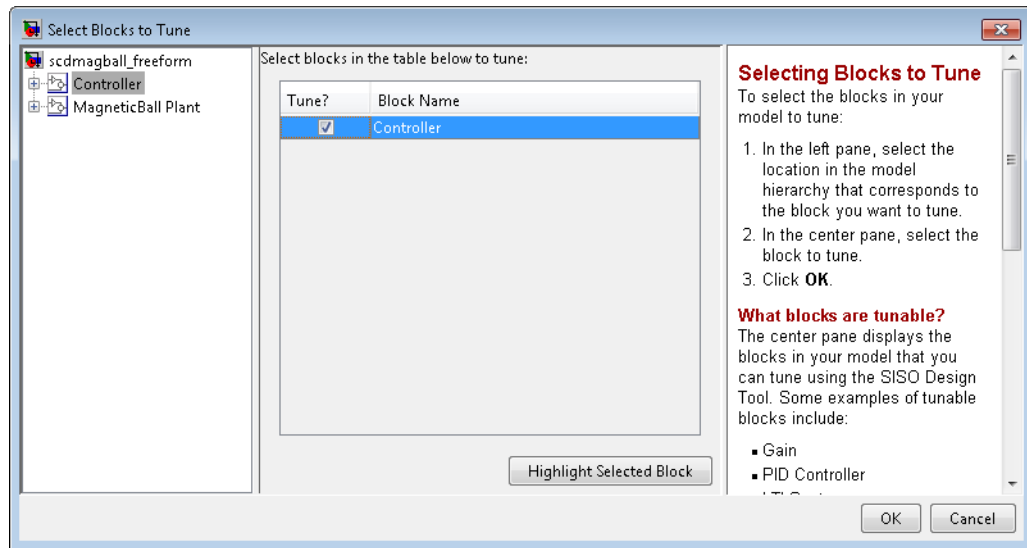 Select Blocks to Tune
scdmagball_freeform
Controller
MagneticBall Plant
Select blocks in the table below to tune:
Tune? Block Name
Controller
Highlight Selected Block
Selecting Blocks to Tune
To select the blocks in your
model to tune:
1. In the left pane, select the
location in the model
hierarchy that corresponds to
the block you want to tune.
2. In the center pane, select the
block to tune.
3. Click OK.
What blocks are tunable?
The center pane displays the
blocks in your model that you
can tune using the SISO Design
Tool. Some examples of tunable
blocks include:
▪ Gain
▪ PID Controller
OK Cancel